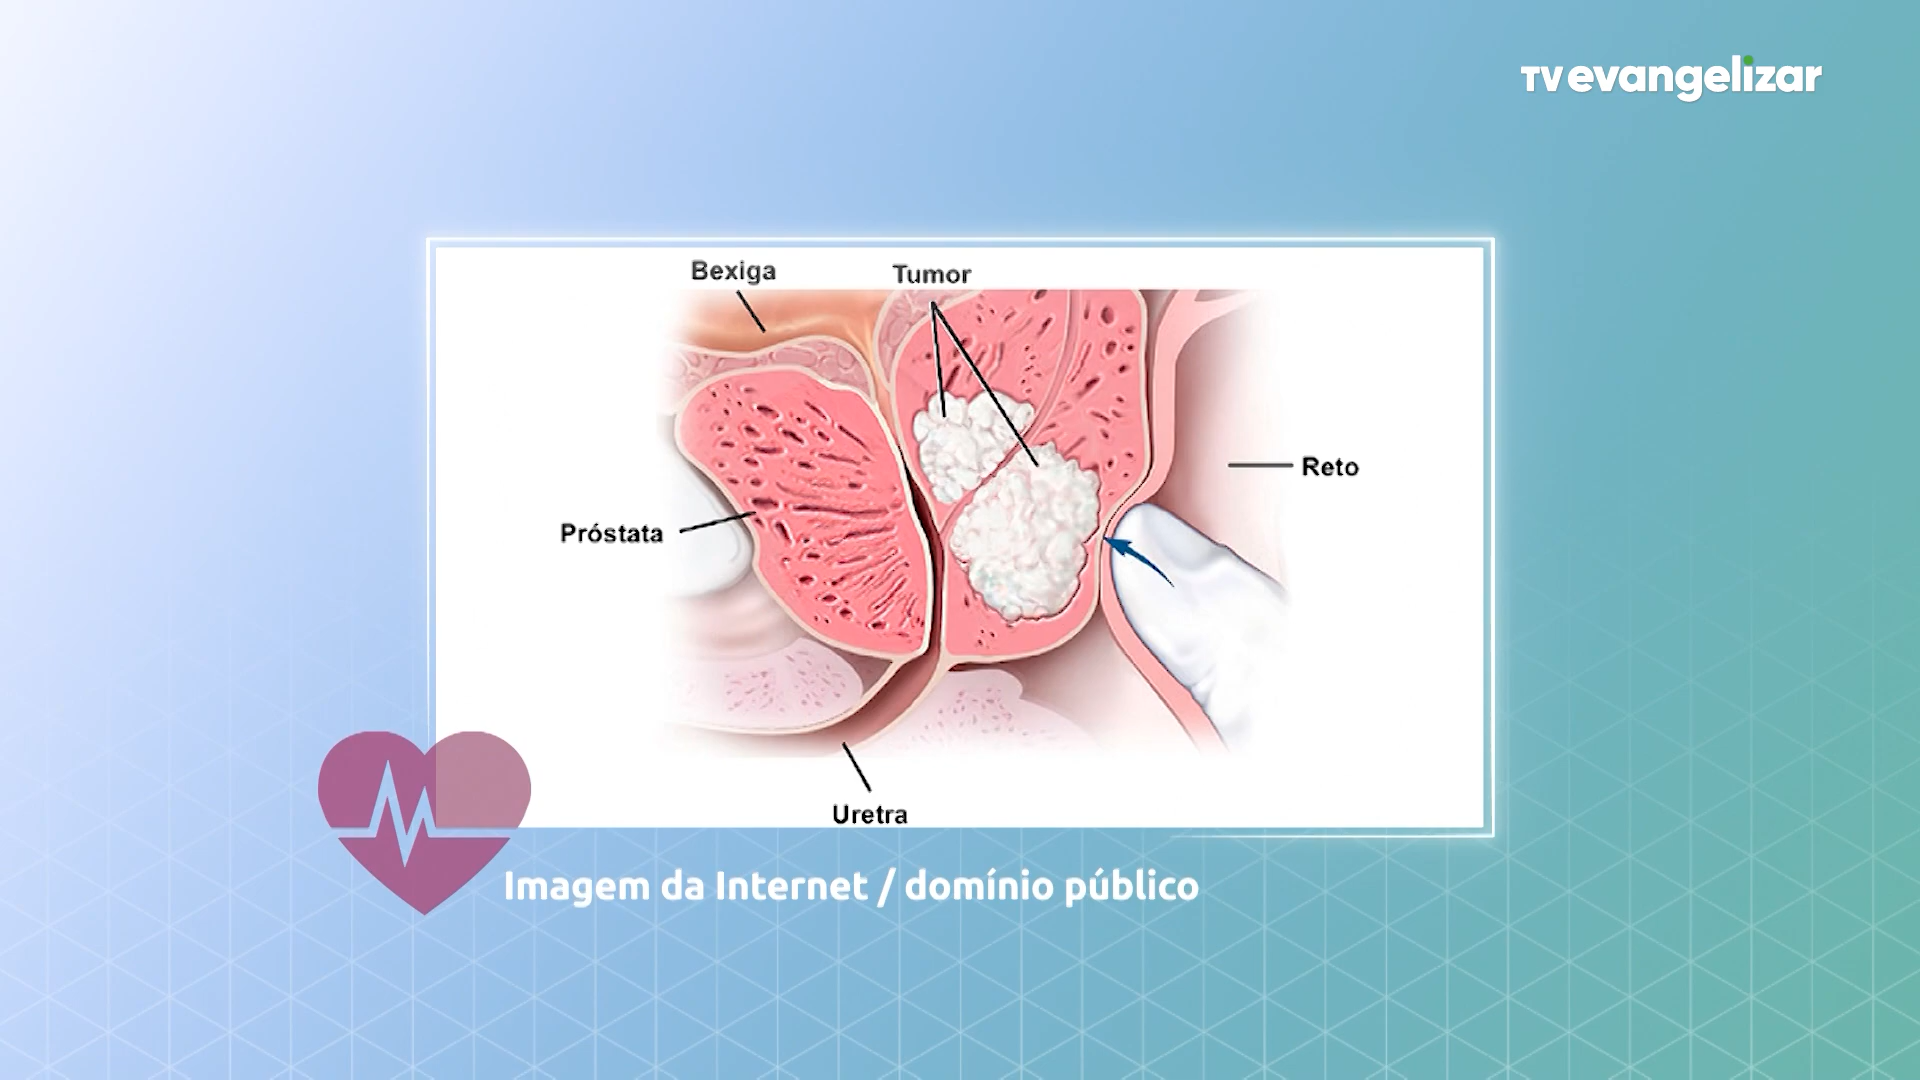 TV evangelizar
Bexiga
Tumor
Reto
Próstata
Uretra
Imagem da Internet / domínio público